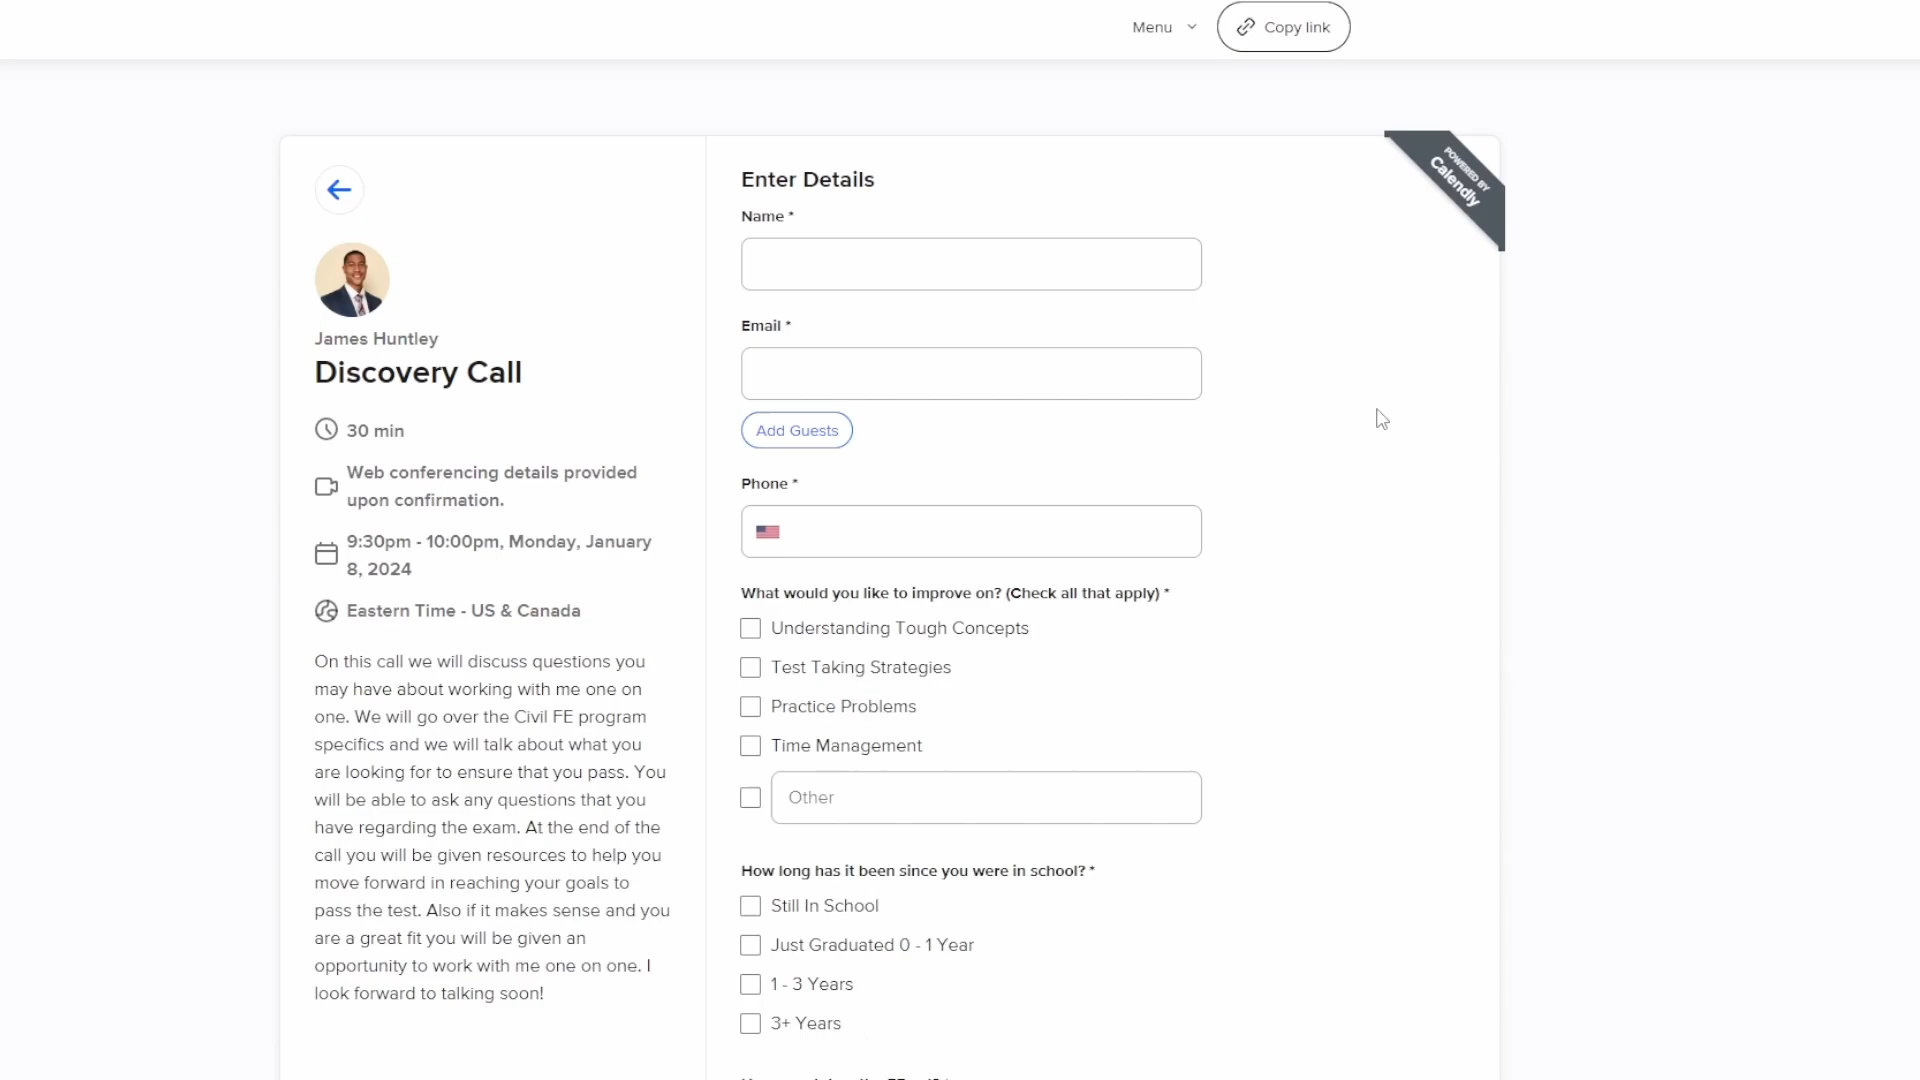 Menu
Copy link
POWERED BY
Calendly
James Huntley
Discovery Call
30 min
Web conferencing details provided
upon confirmation.
9:30pm - 10:00pm, Monday, January
8, 2024
Eastern Time - US & Canada
On this call we will discuss questions you
may have about working with me one on
one. We will go over the Civil FE program
specifics and we will talk about what you
are looking for to ensure that you pass. You
will be able to ask any questions that you
have regarding the exam. At the end of the
call you will be given resources to help you
move forward in reaching your goals to
pass the test. Also if it makes sense and you
are a great fit you will be given an
opportunity to work with me one on one. I
look forward to talking soon!
Enter Details
Name *
Email *
Add Guests
Phone *
What would you like to improve on? (Check all that apply) *
Understanding Tough Concepts
Test Taking Strategies
Practice Problems
Time Management
Other
How long has it been since you were in school? *
Still In School
Just Graduated 0 - 1 Year
1 - 3 Years
3+ Years